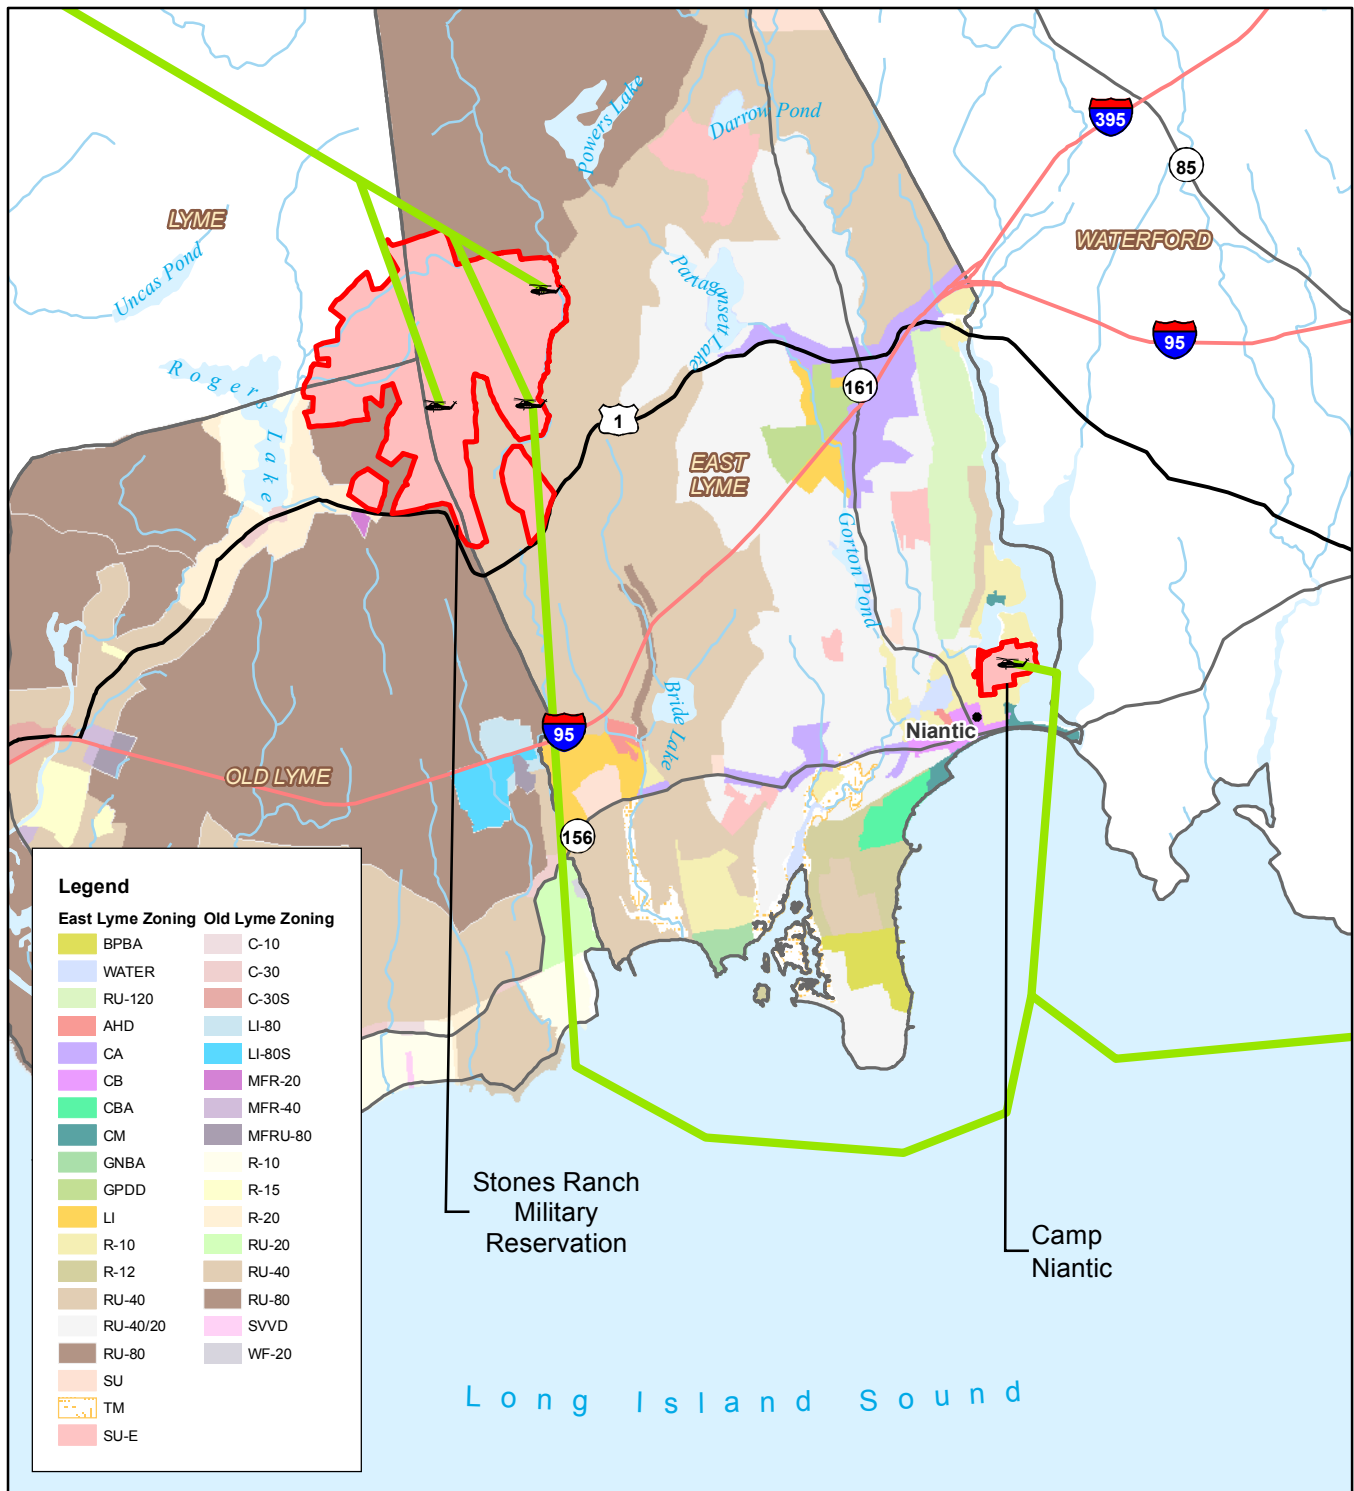 Powers Lake
Darrow Pond
395
85
LYME
WATERFORD
Uncas Pond
Pattagansett
Lake
95
Rogers
Lake
161
1
EAST
LYME
Gorton Pond
Bride Lake
Niantic
95
OLD LYME
156
Legend
East Lyme Zoning
BPBA
WATER
RU-120
AHD
CA
CB
CBA
CM
GNBA
GPDD
LI
R-10
R-12
RU-40
RU-40/20
RU-80
SU
TM
SU-E
Old Lyme Zoning
C-10
C-30
C-30S
LI-80
LI-80S
MFR-20
MFR-40
MFRU-80
R-10
R-15
R-20
RU-20
RU-40
RU-80
SVVD
WF-20
Stones Ranch
Military
Reservation
Camp
Niantic
Long Island Sound